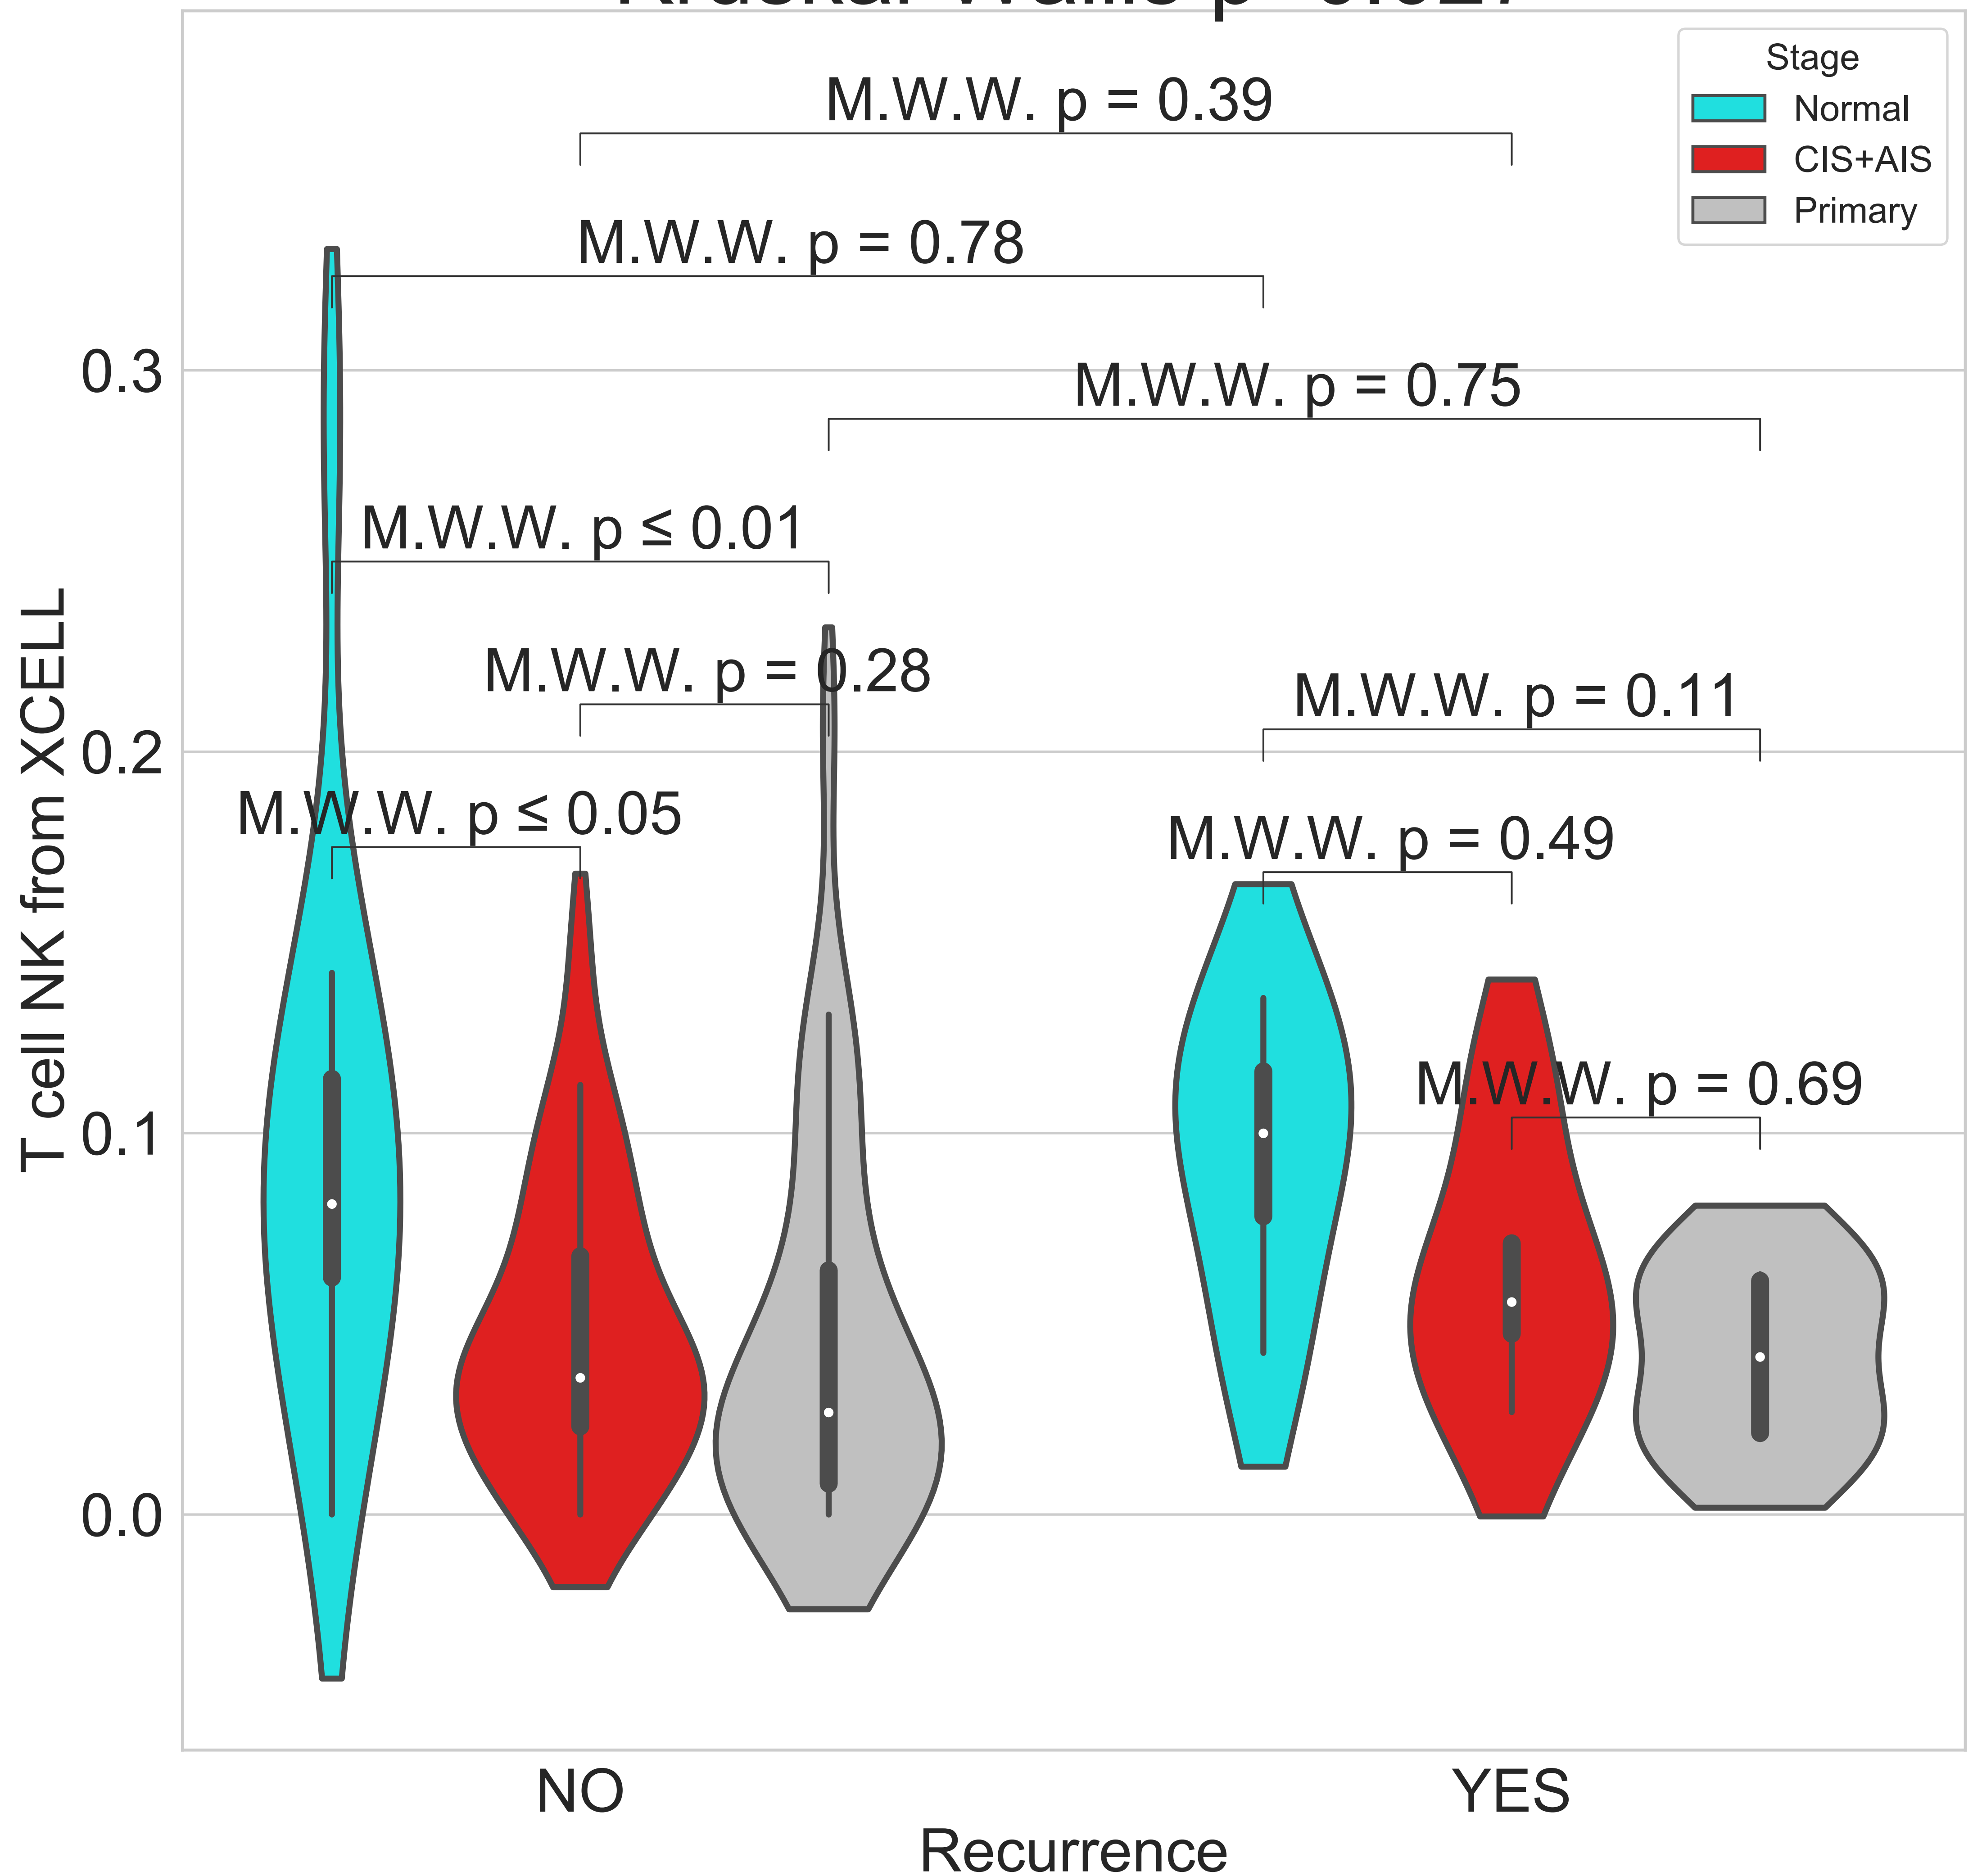 Stage
Normal
CIS+AIS
Primary
M.W.W. p = 0.39
M.W.W. p = 0.78
M.W.W. p = 0.75
M.W.W. p ≤ 0.01
M.W.W. p = 0.28
M.W.W. p = 0.11
M.W.W. p ≤ 0.05
M.W.W. p = 0.49
M.W.W. p = 0.69
T cell NK from XCELL
0.3
0.2
0.1
0.0
NO
YES
Recurrence